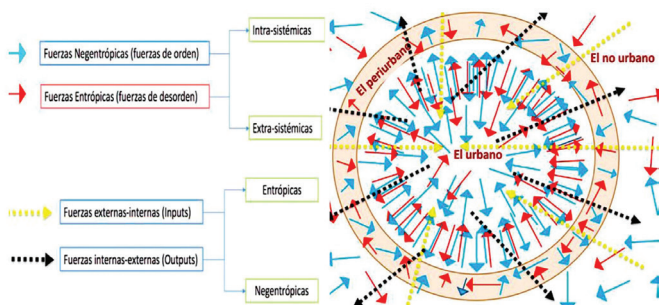 Fuerzas Negentrópicas (fuerzas de orden)
Intra-sistémicas
Fuerzas Entrópicas (fuerzas de desorden)
Extra-sistémicas
Fuerzas externas-internas (Inputs)
Entrópicas
Fuerzas internas-externas (Outputs)
Negentrópicas
El periurbano
El no urbano
El urbano